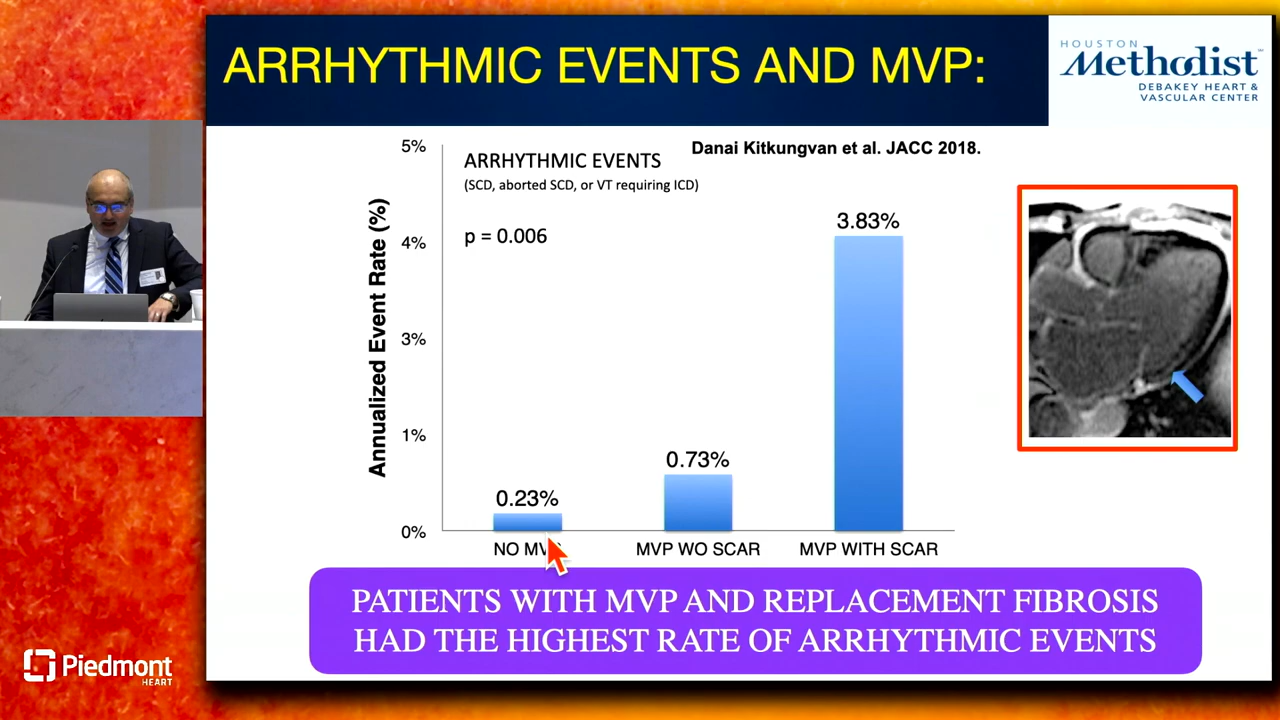 ARRHYTHMIC EVENTS AND MVP:
HOUSTON
Methodist
DEBAKEY HEART &
VASCULAR CENTER
Danai Kitkungvan et al. JACC 2018.
ARRHYTHMIC EVENTS
(SCD, aborted SCD, or VT requiring ICD)
p = 0.006
Annualized Event Rate (%)
5%
4%
3%
1%
0%
0.23%
0.73%
3.83%
NO MVP
MVP WO SCAR
MVP WITH SCAR
PATIENTS WITH MVP AND REPLACEMENT FIBROSIS
HAD THE HIGHEST RATE OF ARRHYTHMIC EVENTS
Piedmont
HEART